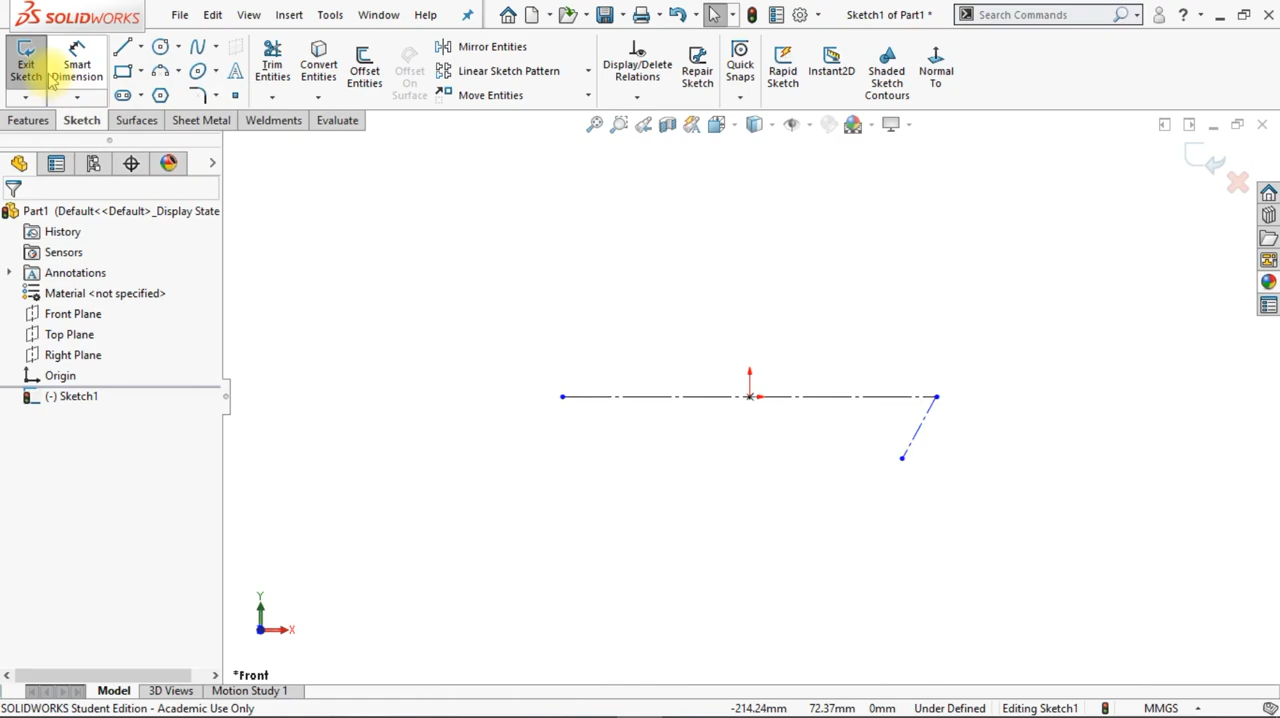 SOLIDWORKS File Edit View Insert Tools Window Help Sketch1 of Part1 * Search Commands ?
Exit Sketch
Smart Dimension
Trim Entities
Convert Entities
Offset Entities
Offset On Surface
Mirror Entities
Linear Sketch Pattern
Move Entities
Display/Delete Relations
Repair Sketch
Quick Snaps
Rapid Sketch
Instant2D
Shaded Sketch Contours
Normal To
Features Sketch Surfaces Sheet Metal Weldments Evaluate
Part1 (Default<<Default>_Display State
History
Sensors
Annotations
Material <not specified>
Front Plane
Top Plane
Right Plane
Origin
(-) Sketch1
Y
X
*Front
Model 3D Views Motion Study 1
SOLIDWORKS Student Edition - Academic Use Only -214.24mm 72.37mm 0mm Under Defined Editing Sketch1 MMGS